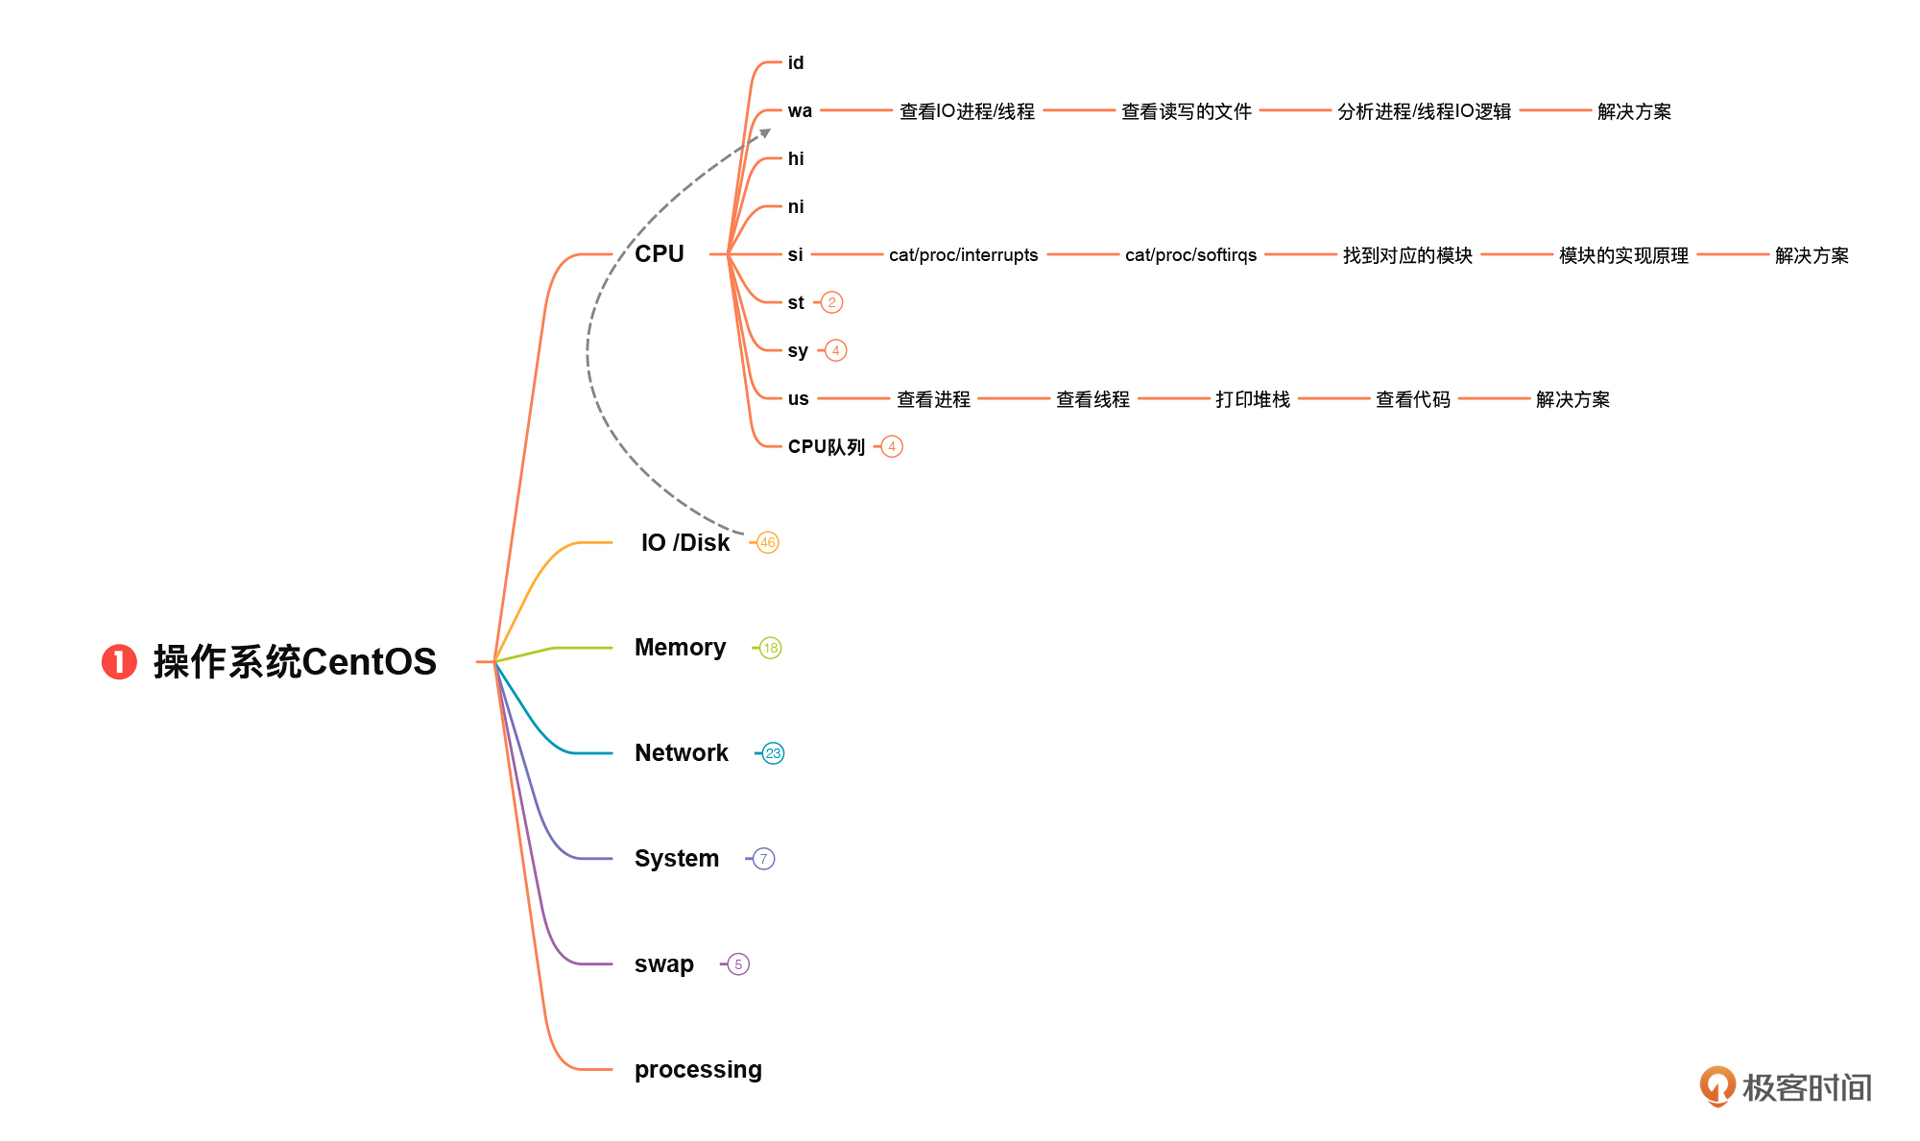 id
wa 查看IO进程/线程 查看读写的文件 分析进程/线程IO逻辑 解决方案
hi
ni
CPU
si cat/proc/interrupts cat/proc/softirqs 找到对应的模块 模块的实现原理 解决方案
st 2
sy 4
us 查看进程 查看线程 打印堆栈 查看代码 解决方案
CPU队列 4
IO /Disk 46
Memory 18
1 操作系统CentOS
Network 23
System 7
swap 5
processing
极客时间